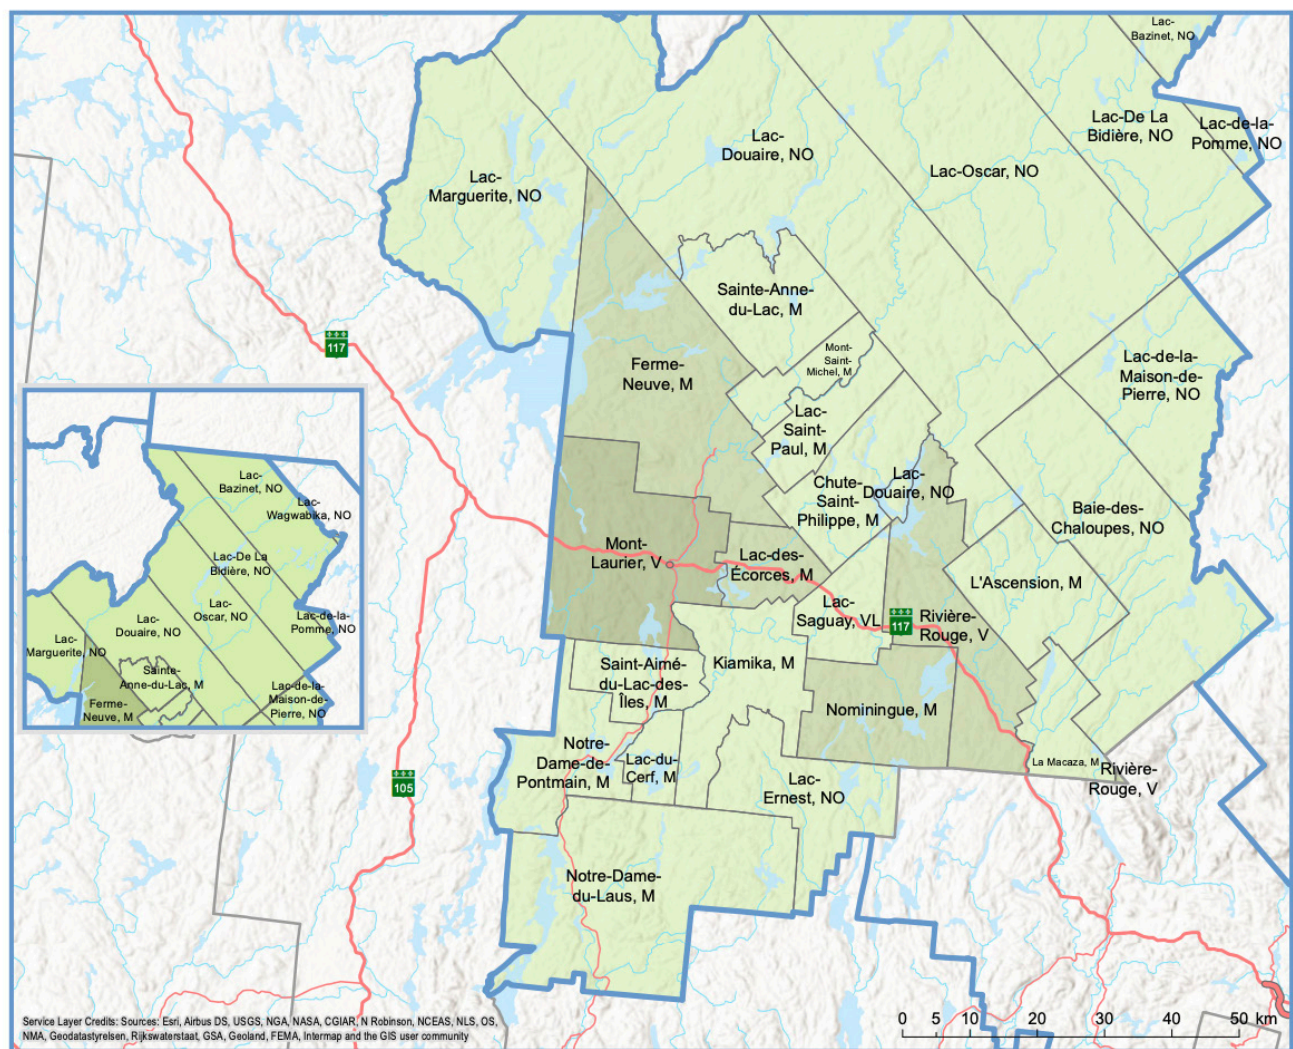 Lac-
Bazinet, NO
Lac-De La
Bidière, NO
Lac-de-la-
Pomme, NO
Lac-
Douaire, NO
Lac-Oscar, NO
Lac-
Marguerite, NO
Sainte-Anne-
du-Lac, M
117
Mont-
Saint-
Michel, M
Ferme-
Neuve, M
Lac-de-la-
Maison-de-
Pierre, NO
Lac-
Saint-
Paul, M
Chute-
Saint-
Philippe, M
Lac-
Douaire, NO
Baie-des-
Chaloupes, NO
Mont-
Laurier, V
Lac-des-
Écorces, M
L'Ascension, M
Lac-
Saguay, VL
117
Rivière-
Rouge, V
Saint-Aimé-
du-Lac-des-
Îles, M
Kiamika, M
Nominingue, M
Notre-
Dame-de-
Pontmain, M
Lac-du-
Cerf, M
Lac-
Ernest, NO
La Macaza, M
Rivière-
Rouge, V
105
Notre-Dame-
du-Laus, M
Lac-
Bazinet, NO
Lac-
Wagwabika, NO
Lac-De La
Bidière, NO
Lac-
Oscar, NO
Lac-
Douaire, NO
Lac-de-la-
Pomme, NO
Lac-
Marguerite, NO
Sainte-
Anne-du-Lac, M
Lac-de-la-
Maison-de-
Pierre, NO
Ferme-
Neuve, M
Service Layer Credits: Sources: Esri, Airbus DS, USGS, NGA, NASA, CGIAR, N Robinson, NCEAS, NLS, OS,
NMA, Geodatastyrelsen, Rijkswaterstaat, GSA, Geoland, FEMA, Intermap and the GIS user community
0 5 10 20 30 40 50 km